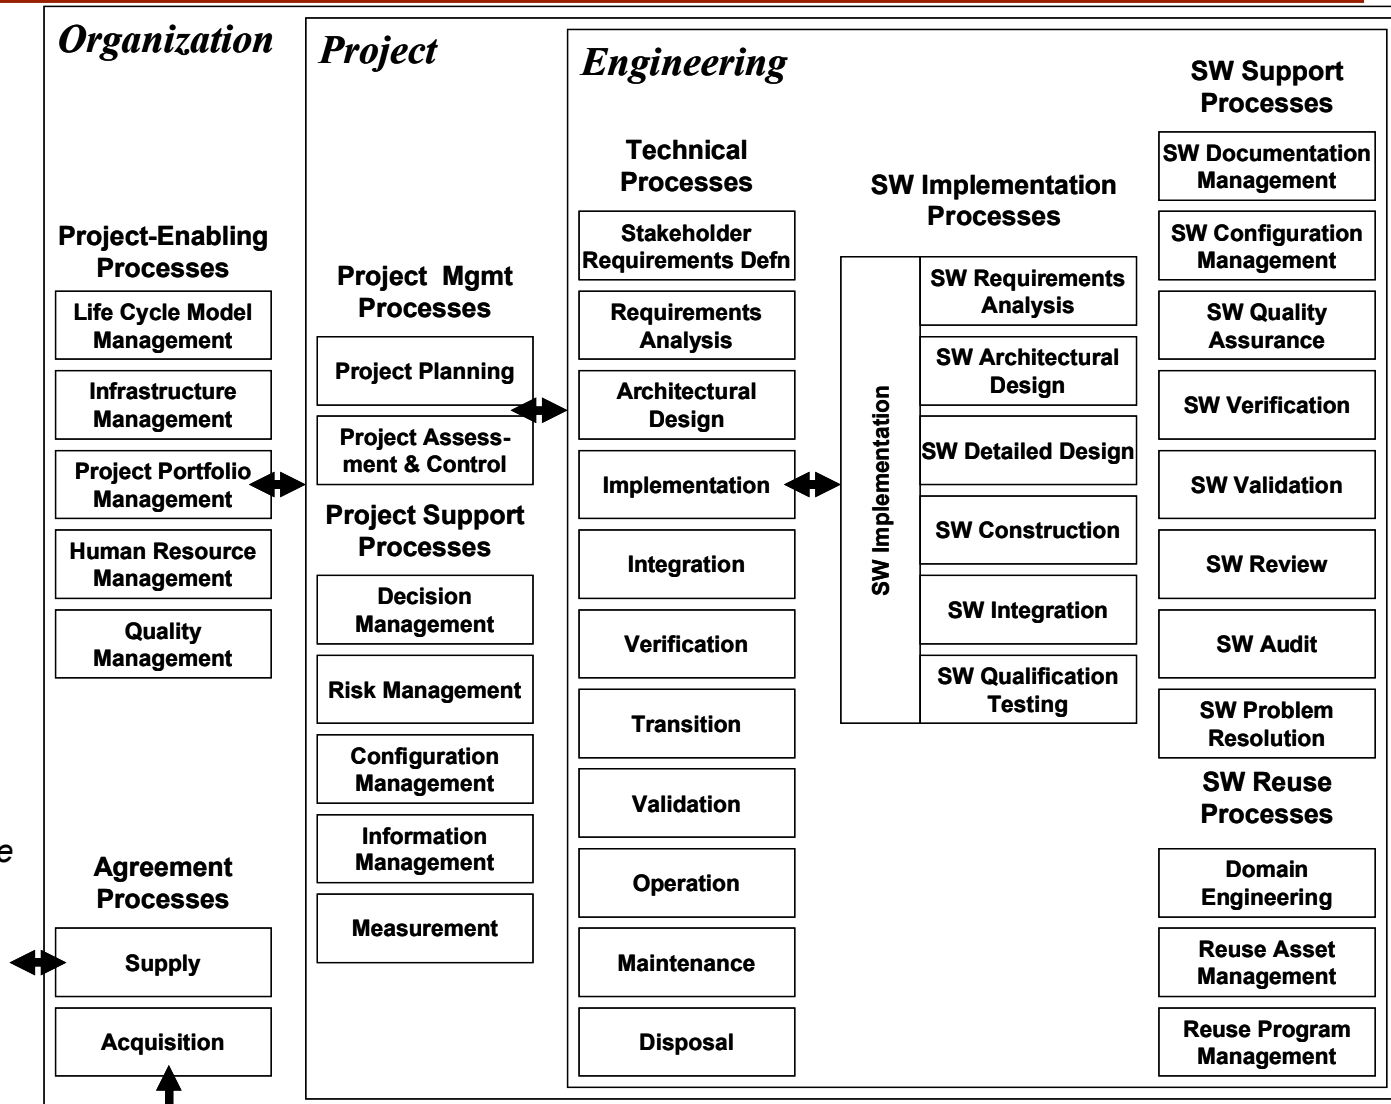 Organization
Project-Enabling
Processes
Life Cycle Model
Management
Infrastructure
Management
Project Portfolio
Management
Human Resource
Management
Quality
Management
e
Agreement
Processes
Supply
Acquisition
Project
Project Mgmt
Processes
Project Planning
Project Assess-
ment & Control
Project Support
Processes
Decision
Management
Risk Management
Configuration
Management
Information
Management
Measurement
Engineering
Technical
Processes
Stakeholder
Requirements Defn
Requirements
Analysis
Architectural
Design
Implementation
Integration
Verification
Transition
Validation
Operation
Maintenance
Disposal
SW Implementation
Processes
SW Implementation
SW Requirements
Analysis
SW Architectural
Design
SW Detailed Design
SW Construction
SW Integration
SW Qualification
Testing
SW Support
Processes
SW Documentation
Management
SW Configuration
Management
SW Quality
Assurance
SW Verification
SW Validation
SW Review
SW Audit
SW Problem
Resolution
SW Reuse
Processes
Domain
Engineering
Reuse Asset
Management
Reuse Program
Management